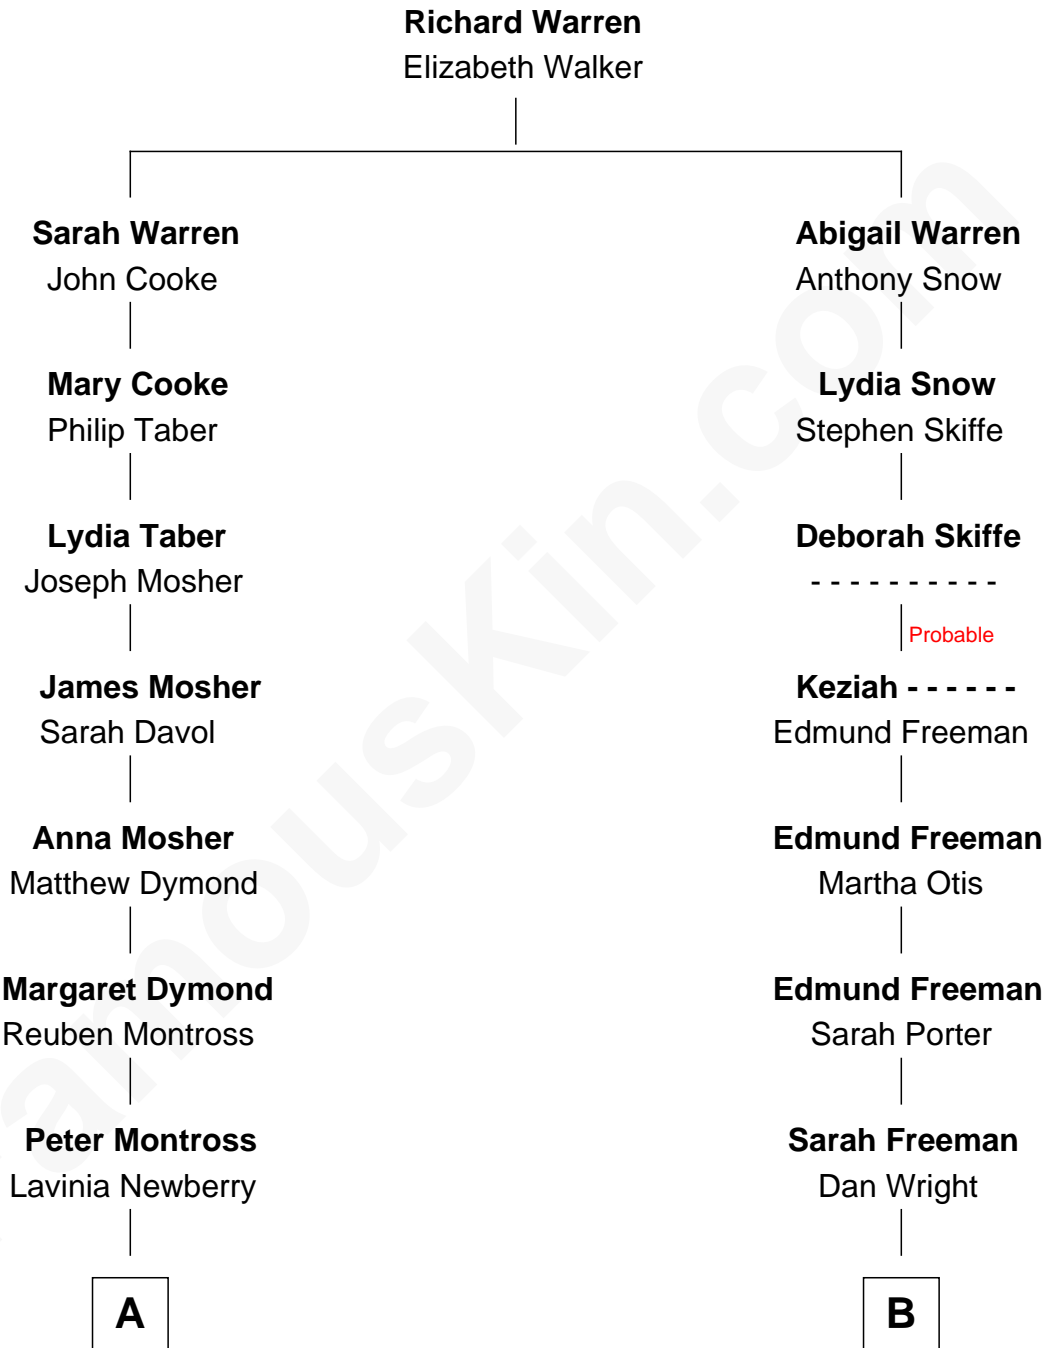 Richard Warren
Elizabeth Walker
Sarah Warren
John Cooke
Abigail Warren
Anthony Snow
Mary Cooke
Philip Taber
Lydia Snow
Stephen Skiffe
Lydia Taber
Joseph Mosher
Deborah Skiffe
- - - - - - - - - -
Probable
James Mosher
Sarah Davol
Keziah - - - - - -
Edmund Freeman
Anna Mosher
Matthew Dymond
Edmund Freeman
Martha Otis
Margaret Dymond
Reuben Montross
Edmund Freeman
Sarah Porter
Peter Montross
Lavinia Newberry
Sarah Freeman
Dan Wright
A
B
famouskin.com